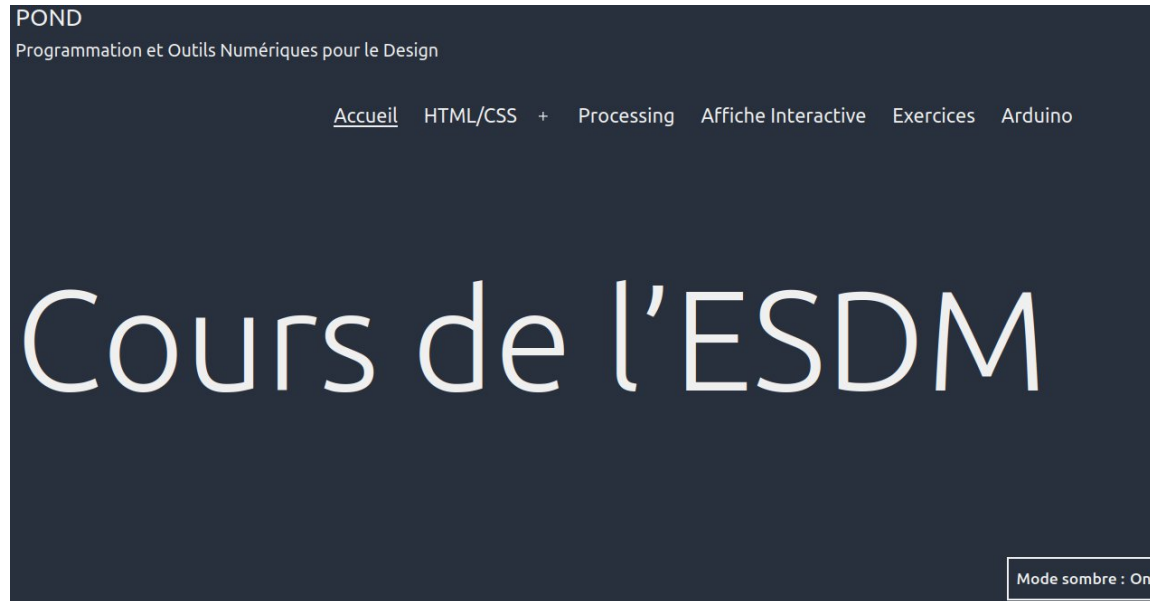 POND
Programmation et Outils Numériques pour le Design
Accueil HTML/CSS + Processing Affiche Interactive Exercices Arduino
Cours de l’ESDM
Mode sombre : On